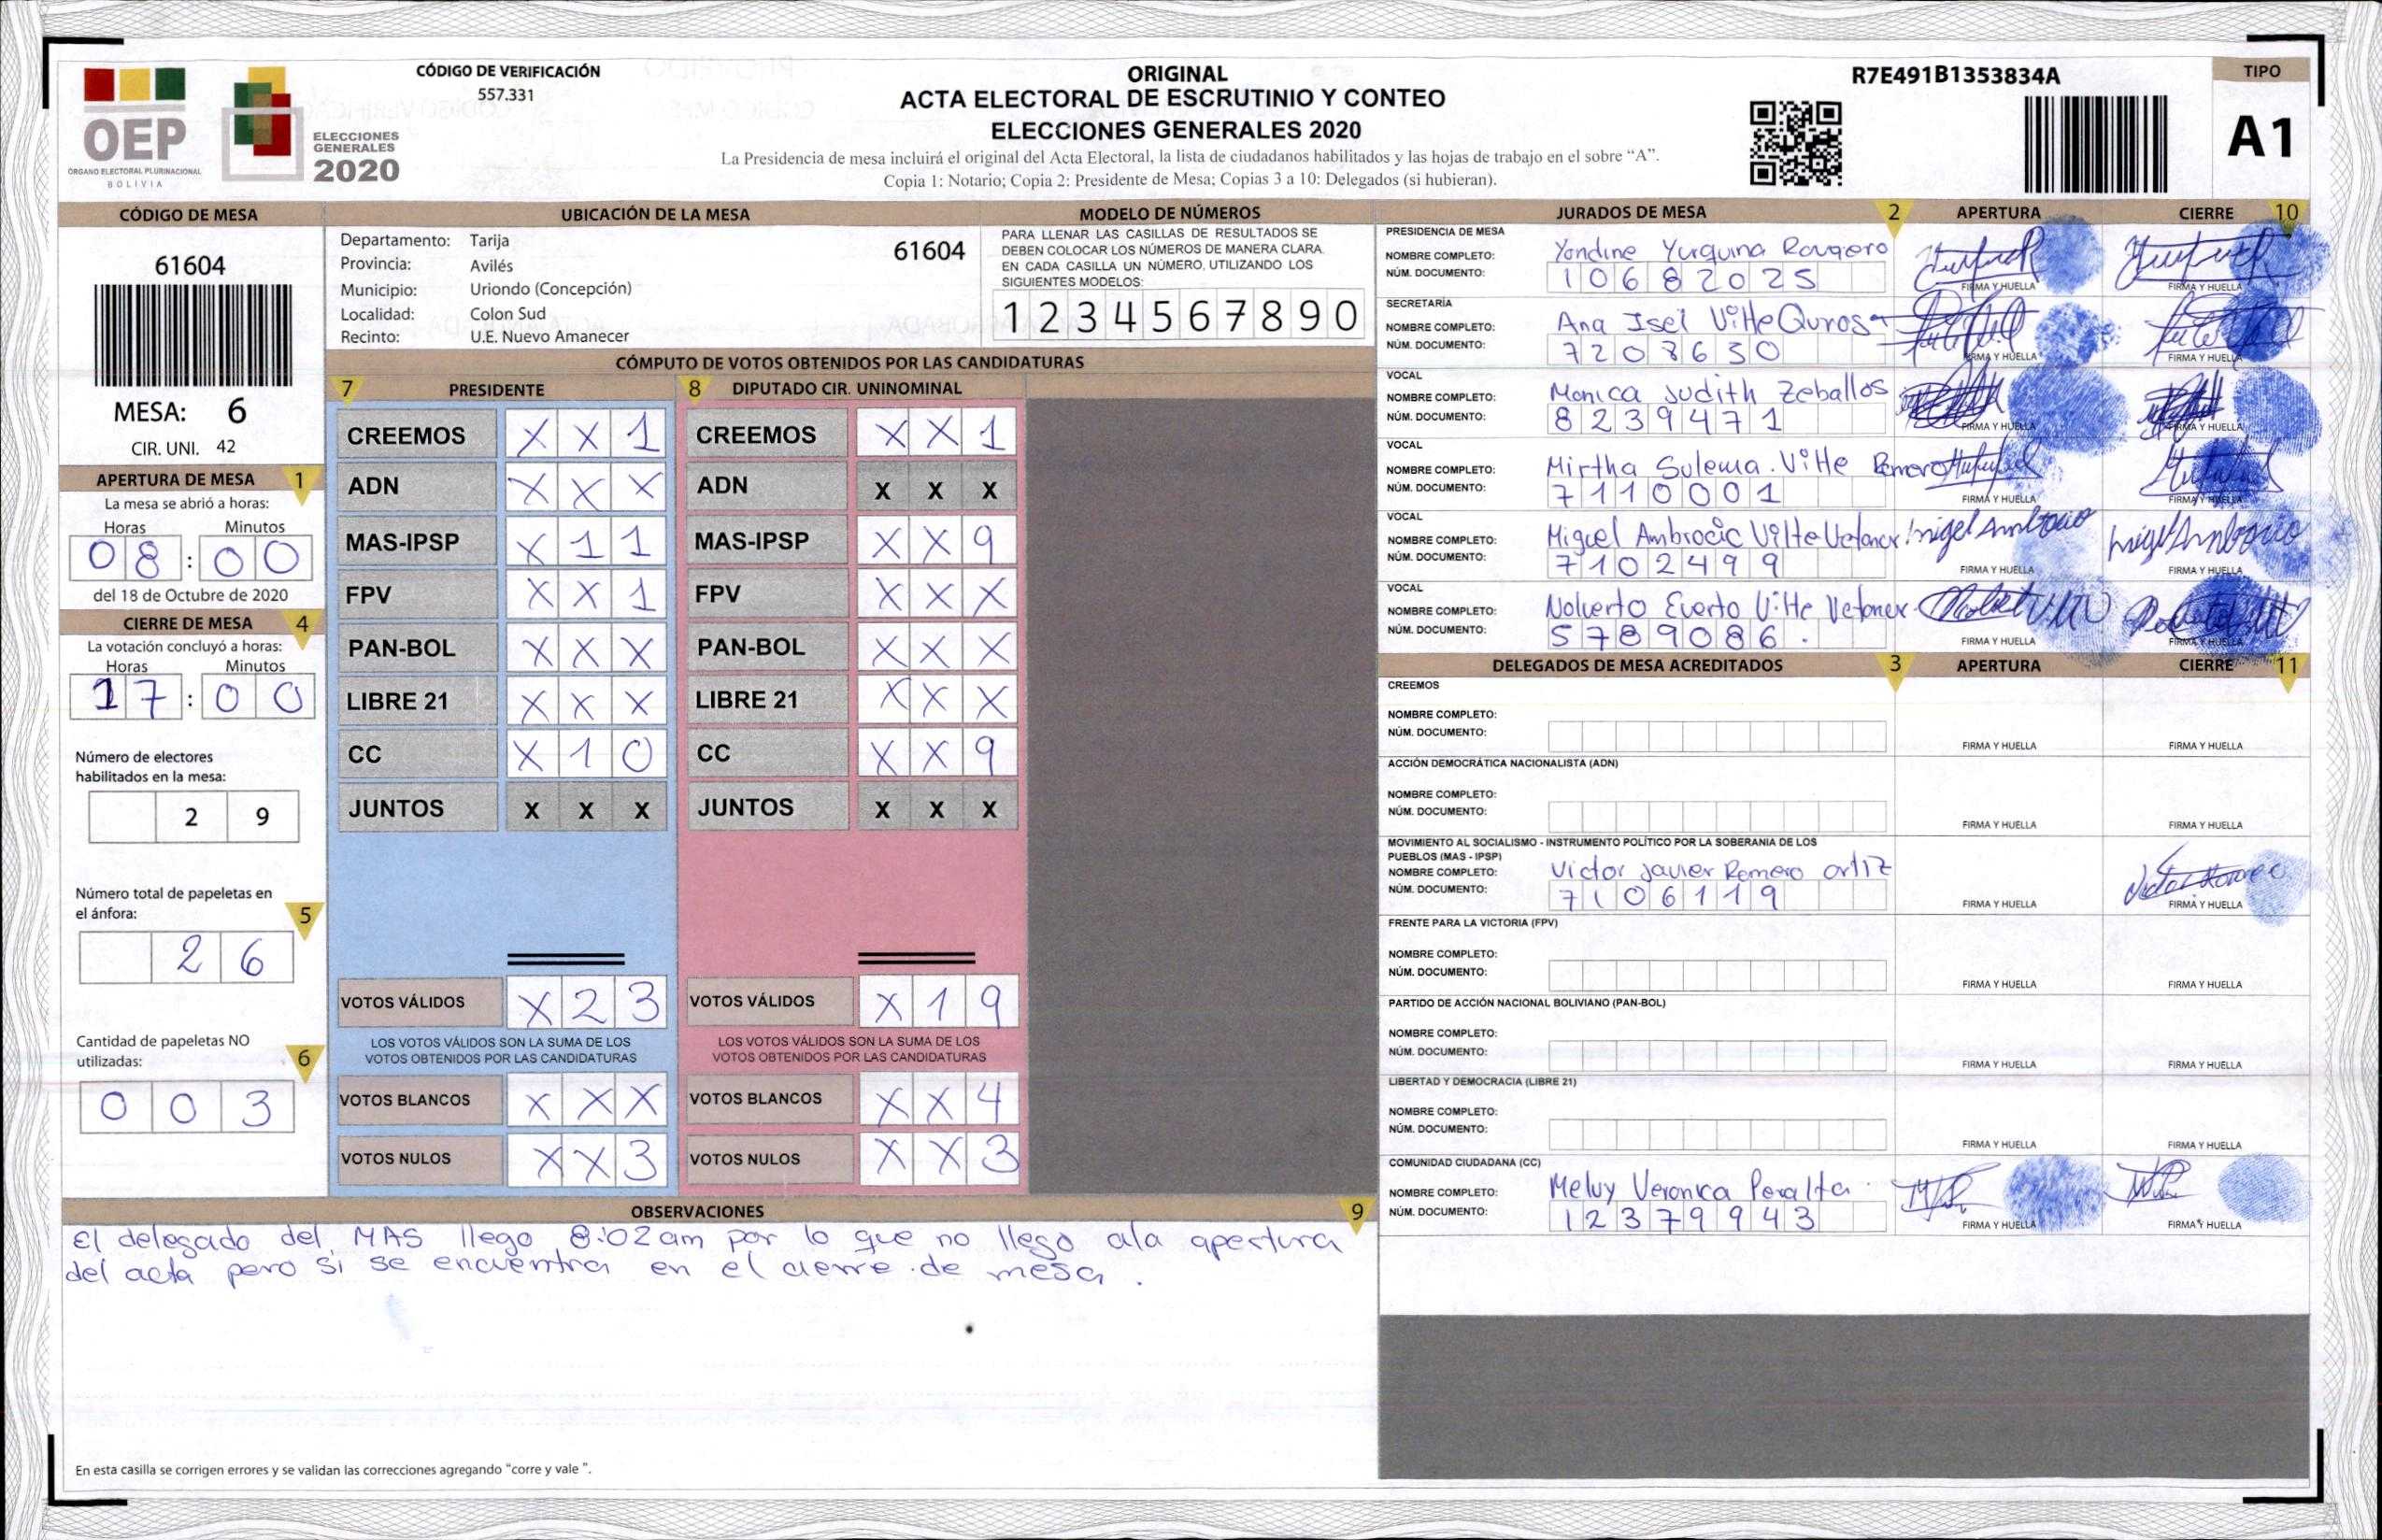 OEP
ÓRGANO ELECTORAL PLURINACIONAL
BOLIVIA
ELECCIONES
GENERALES
2020
CÓDIGO DE VERIFICACIÓN
557.331
ORIGINAL
ACTA ELECTORAL DE ESCRUTINIO Y CONTEO
ELECCIONES GENERALES 2020
La Presidencia de mesa incluirá el original del Acta Electoral, la lista de ciudadanos habilitados y las hojas de trabajo en el sobre “A”.
Copia 1: Notario; Copia 2: Presidente de Mesa; Copias 3 a 10: Delegados (si hubieran).
R7E491B1353834A
TIPO
A1
CÓDIGO DE MESA
61604
MESA: 6
CIR. UNI. 42
APERTURA DE MESA 1
La mesa se abrió a horas:
Horas Minutos
08 : 00
del 18 de Octubre de 2020
CIERRE DE MESA 4
La votación concluyó a horas:
Horas Minutos
17 : 00
Número de electores
habilitados en la mesa:
2 9
Número total de papeletas en
el ánfora: 5
2 6
Cantidad de papeletas NO
utilizadas: 6
0 0 3
UBICACIÓN DE LA MESA
Departamento: Tarija
61604
Provincia: Avilés
Municipio: Uriondo (Concepción)
Localidad: Colon Sud
Recinto: U.E. Nuevo Amanecer
MODELO DE NÚMEROS
PARA LLENAR LAS CASILLAS DE RESULTADOS SE
DEBEN COLOCAR LOS NÚMEROS DE MANERA CLARA.
EN CADA CASILLA UN NÚMERO, UTILIZANDO LOS
SIGUIENTES MODELOS:
1 2 3 4 5 6 7 8 9 0
CÓMPUTO DE VOTOS OBTENIDOS POR LAS CANDIDATURAS
7 PRESIDENTE
CREEMOS X X 1
ADN X X X
MAS-IPSP X 1 1
FPV X X 1
PAN-BOL X X X
LIBRE 21 X X X
CC X 1 0
JUNTOS X X X
VOTOS VÁLIDOS X 2 3
LOS VOTOS VÁLIDOS SON LA SUMA DE LOS
VOTOS OBTENIDOS POR LAS CANDIDATURAS
VOTOS BLANCOS X X X
VOTOS NULOS X X 3
8 DIPUTADO CIR. UNINOMINAL
CREEMOS X X 1
ADN X X X
MAS-IPSP X X 9
FPV X X X
PAN-BOL X X X
LIBRE 21 X X X
CC X X 9
JUNTOS X X X
VOTOS VÁLIDOS X 1 9
LOS VOTOS VÁLIDOS SON LA SUMA DE LOS
VOTOS OBTENIDOS POR LAS CANDIDATURAS
VOTOS BLANCOS X X 4
VOTOS NULOS X X 3
OBSERVACIONES 9
El delegado del MAS llego 8:02 am por lo que no llego ala apertura
del acta pero si se encuentra en el cierre de mesa.
En esta casilla se corrigen errores y se validan las correcciones agregando “corre y vale ”.
JURADOS DE MESA 2 APERTURA CIERRE 10
PRESIDENCIA DE MESA
NOMBRE COMPLETO: Yurquina
NÚM. DOCUMENTO: 10682025
FIRMA Y HUELLA FIRMA Y HUELLA
SECRETARÍA
NOMBRE COMPLETO: Ana Isel
NÚM. DOCUMENTO: 7208630
FIRMA Y HUELLA FIRMA Y HUELLA
VOCAL
NOMBRE COMPLETO: Monica Judith Zeballos
NÚM. DOCUMENTO: 8239471
FIRMA Y HUELLA FIRMA Y HUELLA
VOCAL
NOMBRE COMPLETO: Mirtha Sulema Vilte Romero
NÚM. DOCUMENTO: 7110001
FIRMA Y HUELLA FIRMA Y HUELLA
VOCAL
NOMBRE COMPLETO: Miguel Ambrocio Vilte
NÚM. DOCUMENTO: 7102499
FIRMA Y HUELLA FIRMA Y HUELLA
VOCAL
NOMBRE COMPLETO: Nolverto Everto Vilte
NÚM. DOCUMENTO: 5789086
FIRMA Y HUELLA FIRMA Y HUELLA
DELEGADOS DE MESA ACREDITADOS 3 APERTURA CIERRE 11
CREEMOS
NOMBRE COMPLETO:
NÚM. DOCUMENTO:
FIRMA Y HUELLA FIRMA Y HUELLA
ACCIÓN DEMOCRÁTICA NACIONALISTA (ADN)
NOMBRE COMPLETO:
NÚM. DOCUMENTO:
FIRMA Y HUELLA FIRMA Y HUELLA
MOVIMIENTO AL SOCIALISMO - INSTRUMENTO POLÍTICO POR LA SOBERANIA DE LOS
PUEBLOS (MAS - IPSP)
NOMBRE COMPLETO: Victor Javier Romero ortiz
NÚM. DOCUMENTO: 7106119
FIRMA Y HUELLA FIRMA Y HUELLA
FRENTE PARA LA VICTORIA (FPV)
NOMBRE COMPLETO:
NÚM. DOCUMENTO:
FIRMA Y HUELLA FIRMA Y HUELLA
PARTIDO DE ACCIÓN NACIONAL BOLIVIANO (PAN-BOL)
NOMBRE COMPLETO:
NÚM. DOCUMENTO:
FIRMA Y HUELLA FIRMA Y HUELLA
LIBERTAD Y DEMOCRACIA (LIBRE 21)
NOMBRE COMPLETO:
NÚM. DOCUMENTO:
FIRMA Y HUELLA FIRMA Y HUELLA
COMUNIDAD CIUDADANA (CC)
NOMBRE COMPLETO: Meluy Veronica Peralta
NÚM. DOCUMENTO: 12379943
FIRMA Y HUELLA FIRMA Y HUELLA